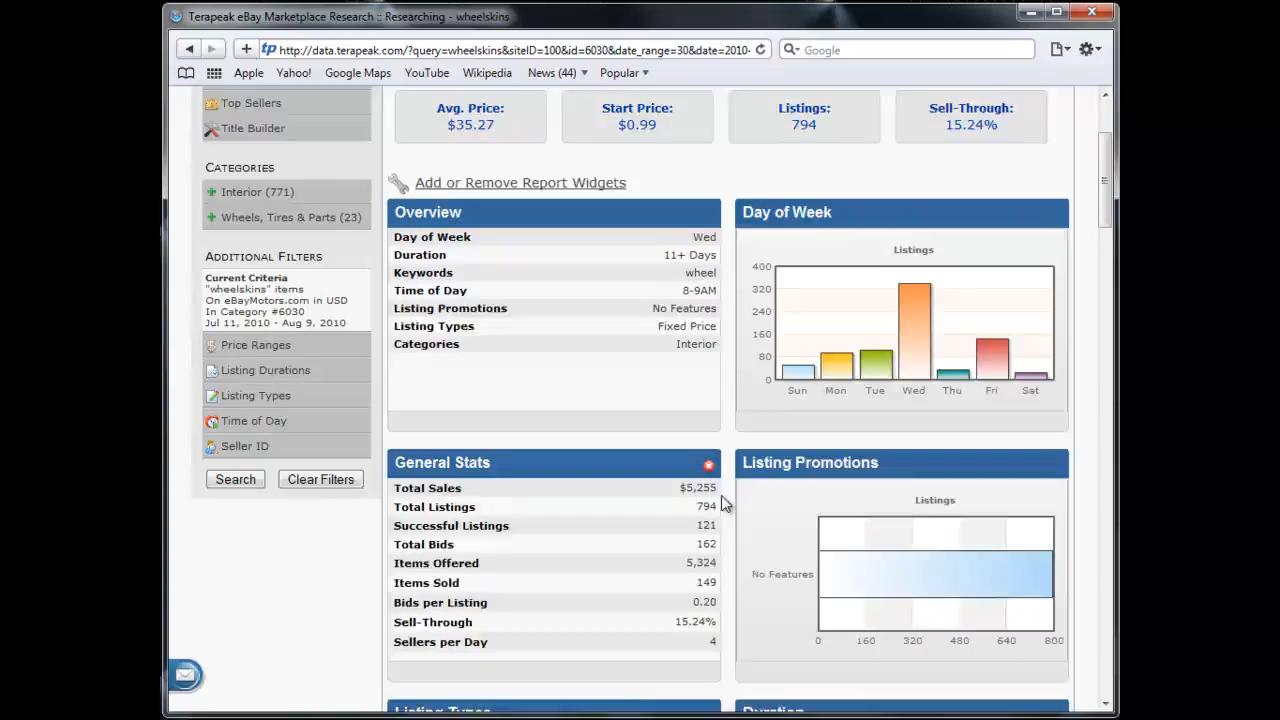 Terapeak eBay Marketplace Research :: Researching - wheelskins
tp http://data.terapeak.com/?query=wheelskins&siteID=100&id=6030&date_range=30&date=2010-
Google
Apple Yahoo! Google Maps YouTube Wikipedia News (44) Popular
Top Sellers
Title Builder
CATEGORIES
Interior (771)
Wheels, Tires & Parts (23)
ADDITIONAL FILTERS
Current Criteria
"wheelskins" items
On eBayMotors.com in USD
In Category #6030
Jul 11, 2010 - Aug 9, 2010
Price Ranges
Listing Durations
Listing Types
Time of Day
Seller ID
Search Clear Filters
Avg. Price:
$35.27
Start Price:
$0.99
Listings:
794
Sell-Through:
15.24%
Add or Remove Report Widgets
Overview
Day of Week Wed
Duration 11+ Days
Keywords wheel
Time of Day 8-9AM
Listing Promotions No Features
Listing Types Fixed Price
Categories Interior
Day of Week
Listings
400
320
240
160
80
0
Sun Mon Tue Wed Thu Fri Sat
General Stats
Total Sales $5,255
Total Listings 794
Successful Listings 121
Total Bids 162
Items Offered 5,324
Items Sold 149
Bids per Listing 0.20
Sell-Through 15.24%
Sellers per Day 4
Listing Promotions
Listings
No Features
0 160 320 480 640 800
Listing Types
Duration